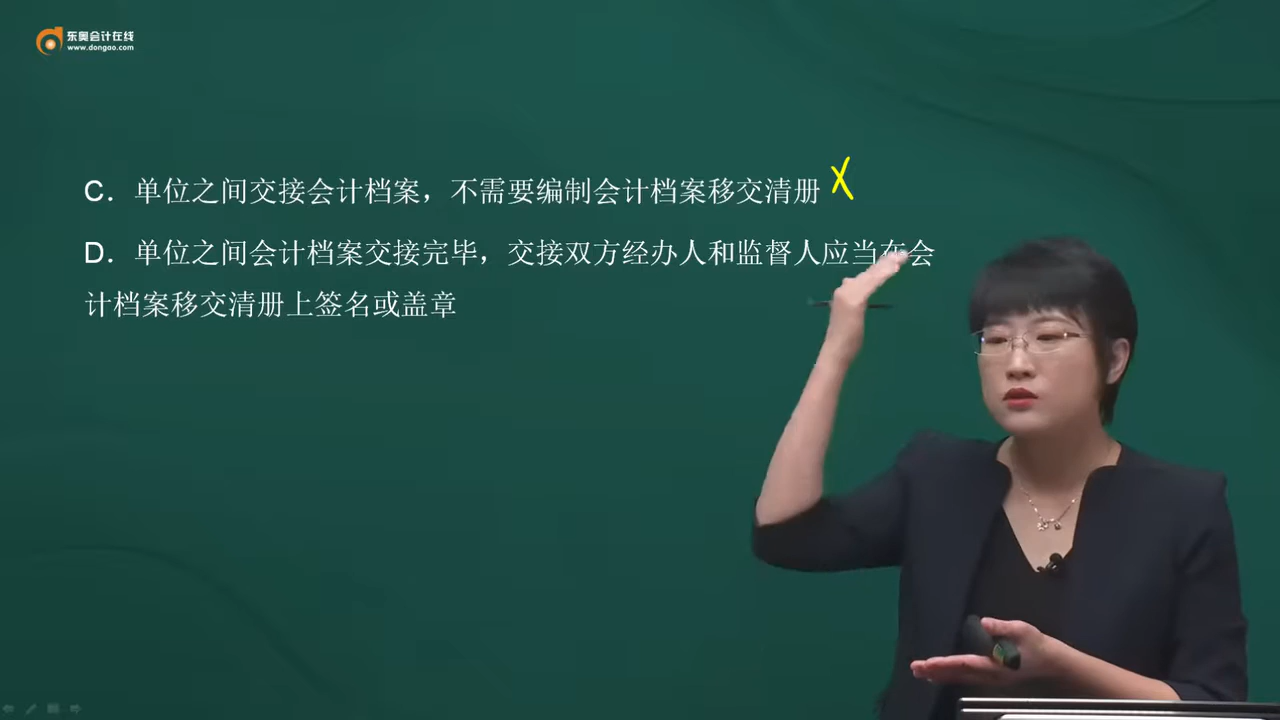 东奥会计在线
www.dongao.com
C．单位之间交接会计档案，不需要编制会计档案移交清册 X
D．单位之间会计档案交接完毕，交接双方经办人和监督人应当在会
计档案移交清册上签名或盖章